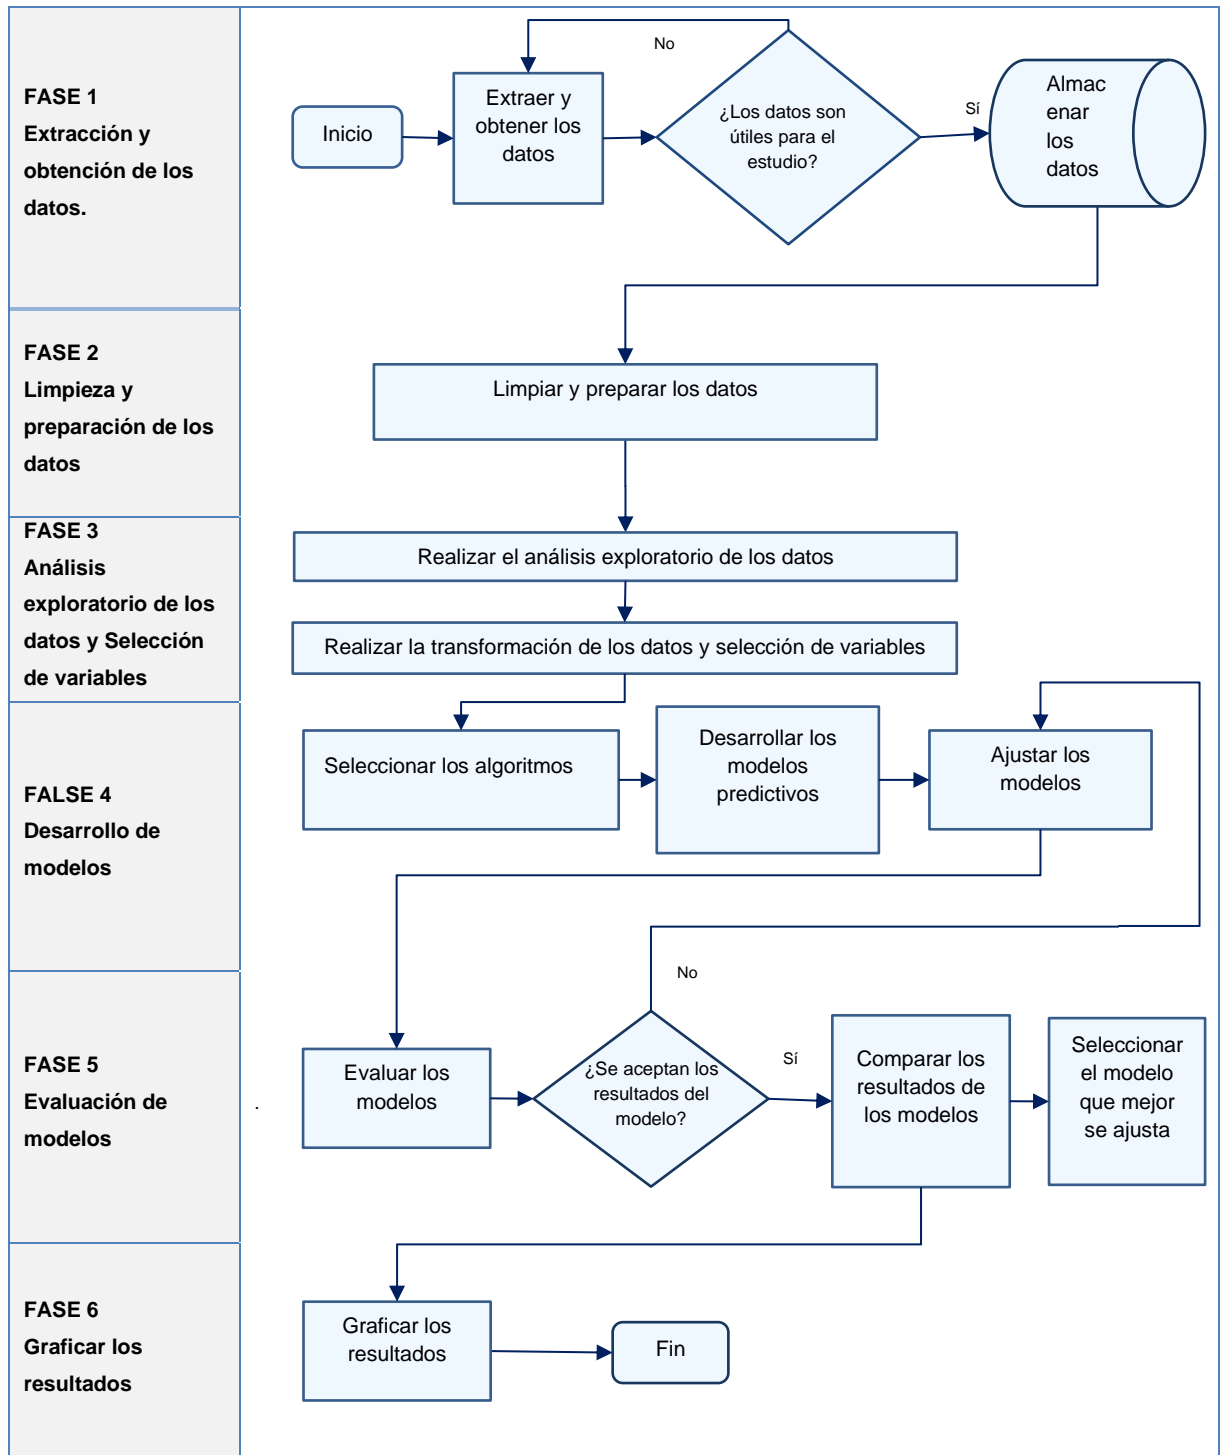 FASE 1
Extracción y
obtención de los
datos.
Inicio
Extraer y
obtener los
datos
No
¿Los datos son
útiles para el
estudio?
Sí
Almac
enar
los
datos
FASE 2
Limpieza y
preparación de los
datos
Limpiar y preparar los datos
FASE 3
Análisis
exploratorio de los
datos y Selección
de variables
Realizar el análisis exploratorio de los datos
Realizar la transformación de los datos y selección de variables
FALSE 4
Desarrollo de
modelos
Seleccionar los algoritmos
Desarrollar los
modelos
predictivos
Ajustar los
modelos
FASE 5
Evaluación de
modelos
.
Evaluar los
modelos
¿Se aceptan los
resultados del
modelo?
No
Sí
Comparar los
resultados de
los modelos
Seleccionar
el modelo
que mejor
se ajusta
FASE 6
Graficar los
resultados
Graficar los
resultados
Fin